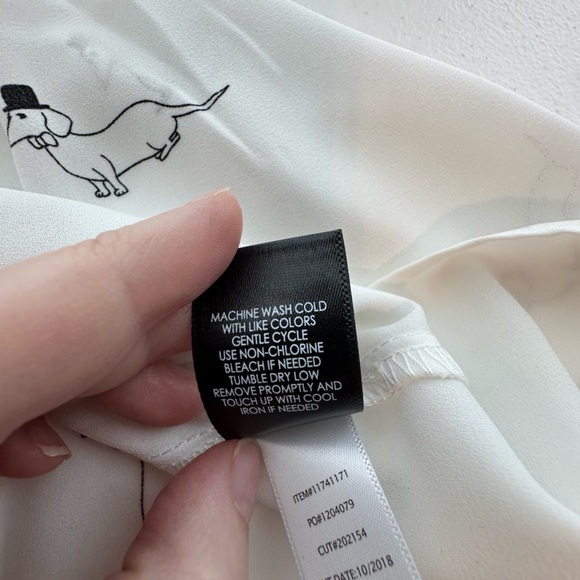 MACHINE WASH COLD
WITH LIKE COLORS
GENTLE CYCLE
USE NON-CHLORINE
BLEACH IF NEEDED
TUMBLE DRY LOW
REMOVE PROMPTLY AND
TOUCH UP WITH COOL
IRON IF NEEDED
ITEM#11741171
PO#1204079
CUT#202154
DATE:10/2018